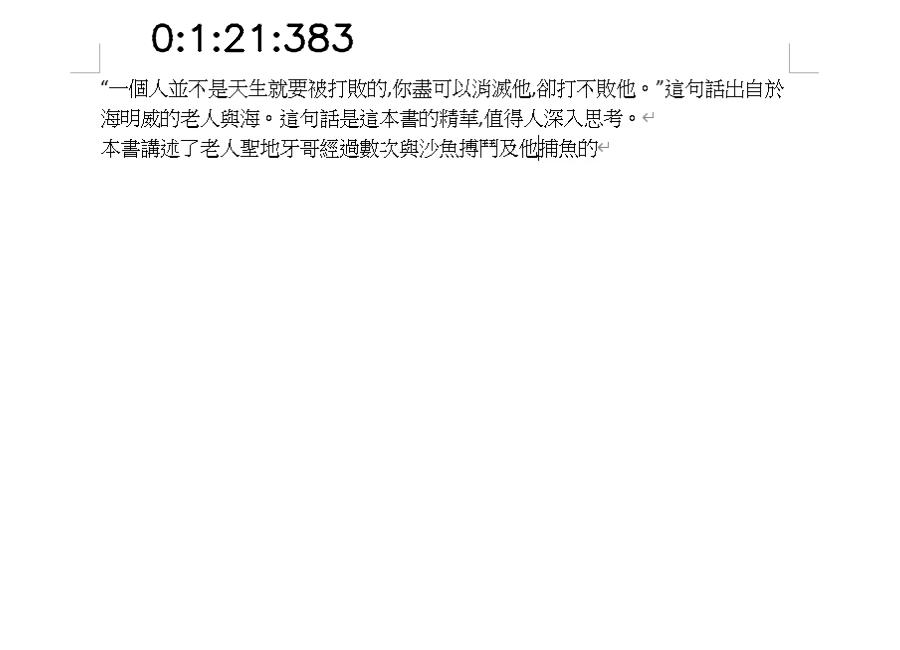 0:1:21:383
“一個人並不是天生就要被打敗的,你盡可以消滅他,卻打不敗他。”這句話出自於
海明威的老人與海。這句話是這本書的精華,值得人深入思考。
本書講述了老人聖地牙哥經過數次與沙魚搏鬥及他捕魚的